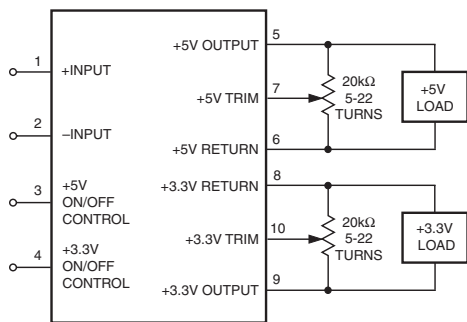 1
+INPUT
2
–INPUT
3
+5V
ON/OFF
CONTROL
4
+3.3V
ON/OFF
CONTROL
+5V OUTPUT
5
+5V TRIM
7
+5V RETURN
6
+3.3V RETURN
8
+3.3V TRIM
10
+3.3V OUTPUT
9
20kΩ
5-22
TURNS
+5V
LOAD
20kΩ
5-22
TURNS
+3.3V
LOAD